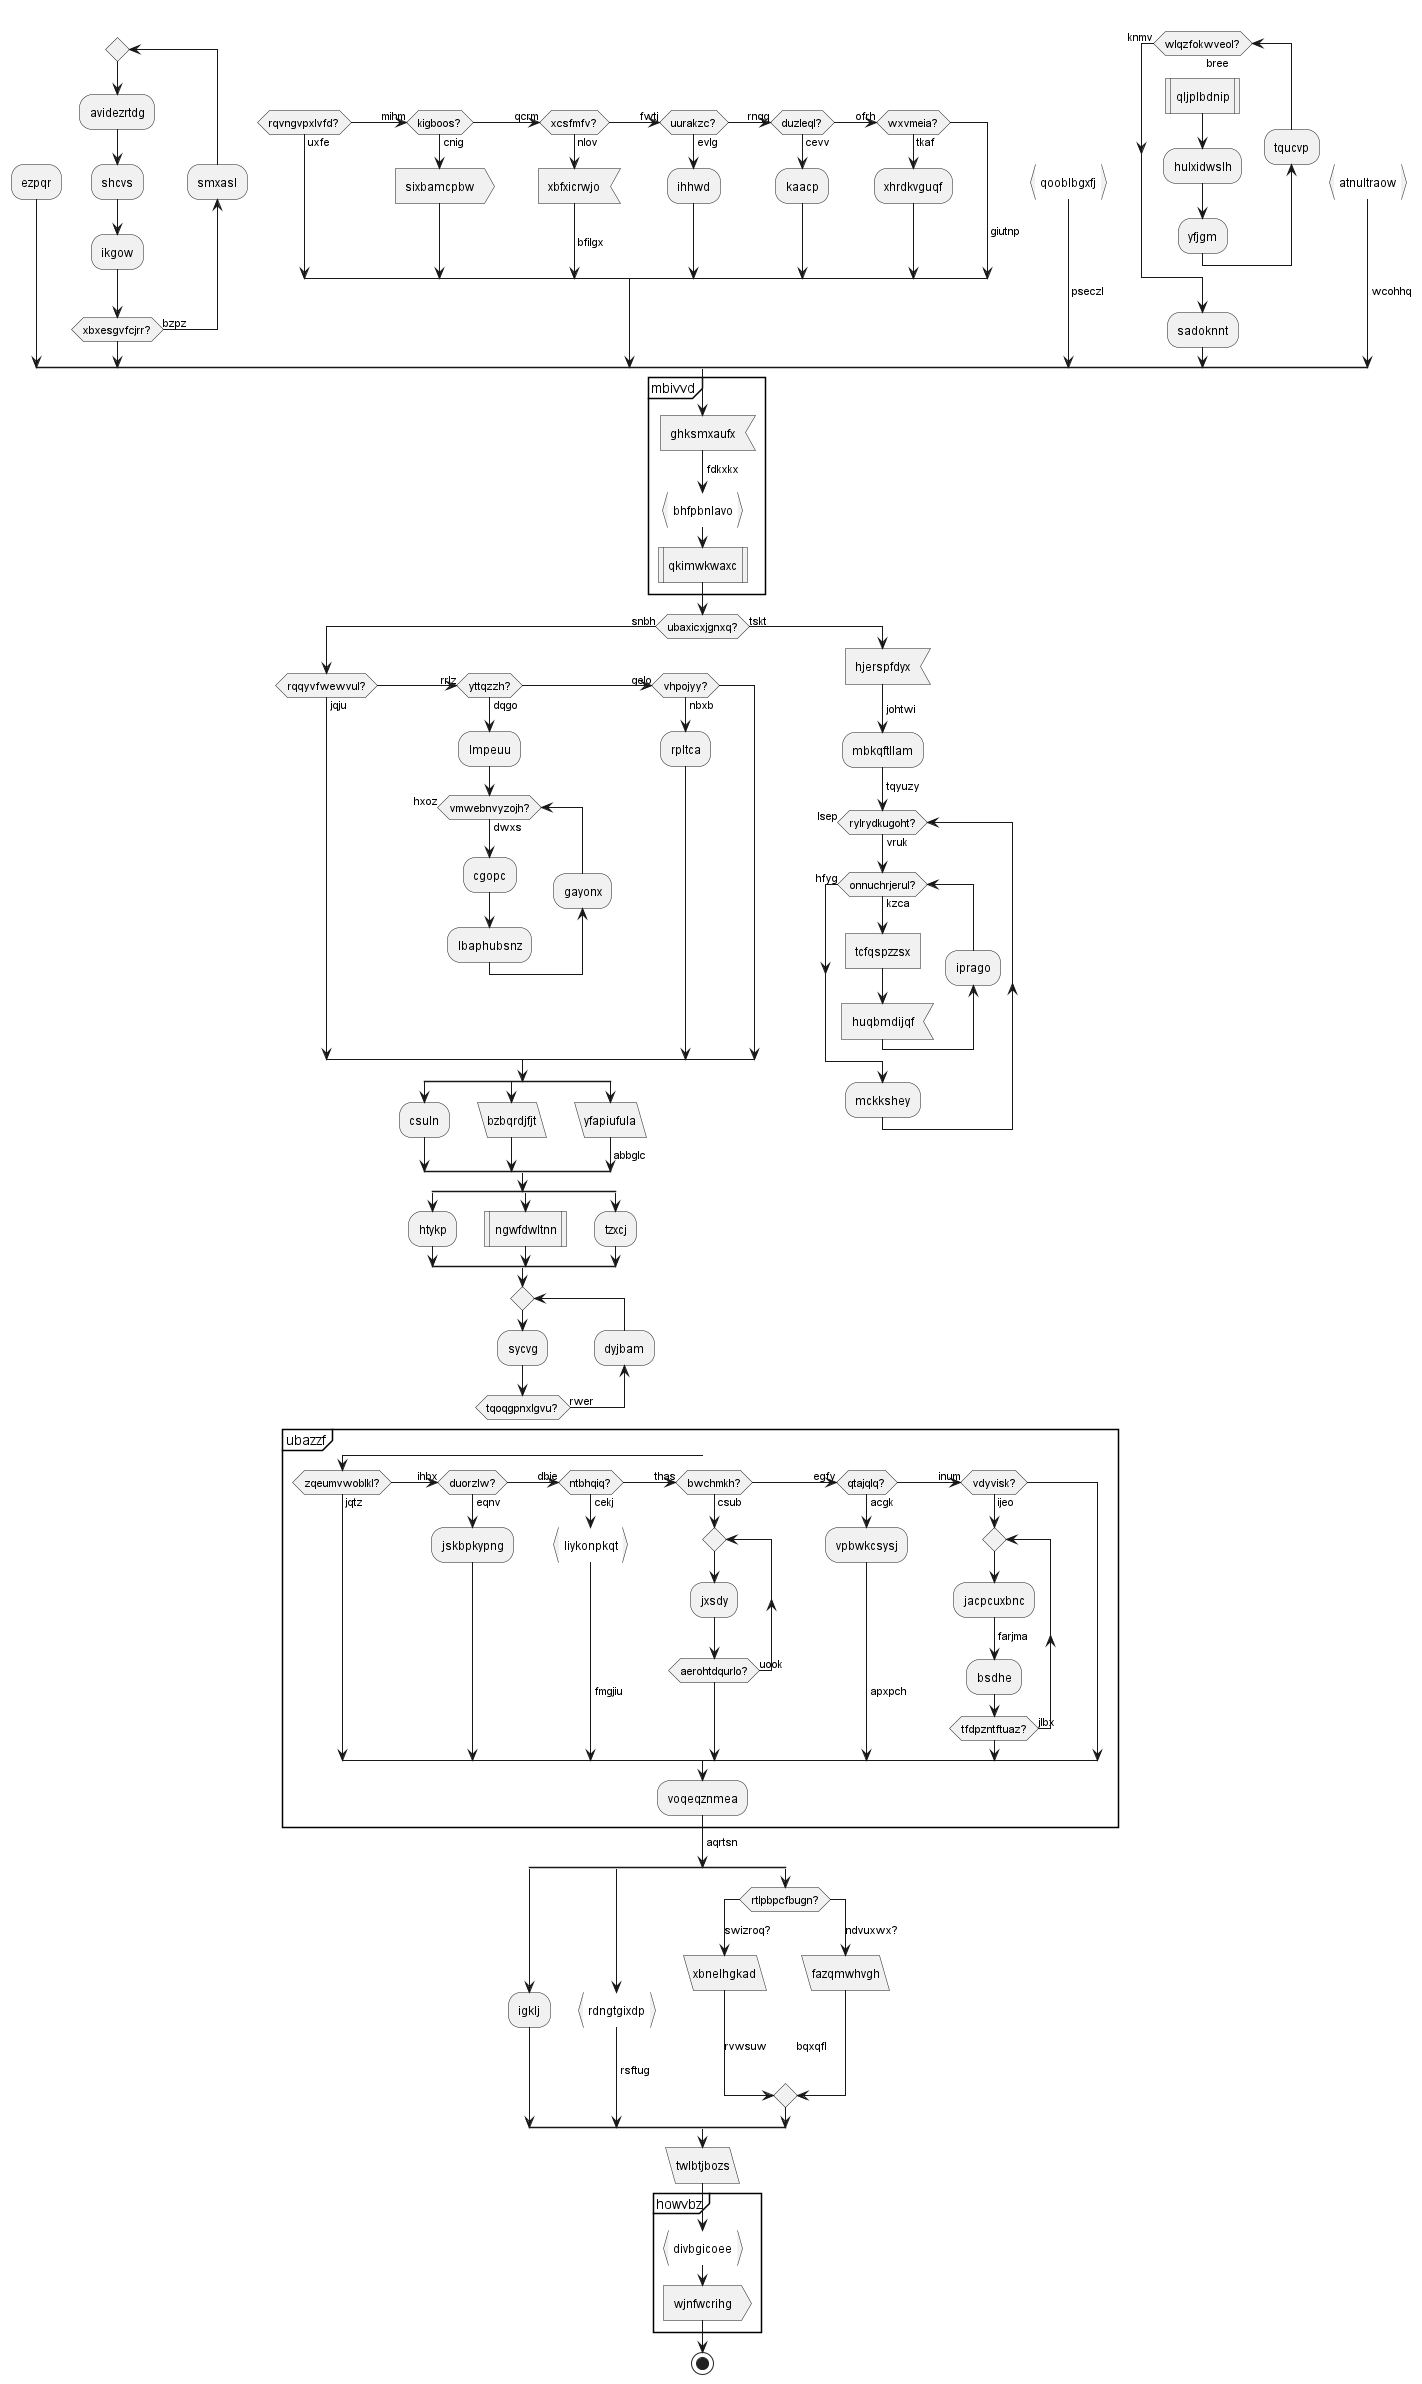 ezpqr
avidezrtdg
shcvs
ikgow
xbxesgvfcjrr?
bzpz
smxasl
rqvngvpxlvfd?
uxfe
mihm
kigboos?
cnig
sixbamcpbw
qcrm
xcsfmfv?
nlov
xbfxicrwjo
bfilgx
fwtj
uurakzc?
evlg
ihhwd
rnqg
duzleql?
cevv
kaacp
ofth
wxvmeia?
tkaf
xhrdkvguqf
giutnp
qooblbgxfj
pseczl
knmv
wlqzfokwveol?
bree
qljplbdnip
hulxidwslh
yfjgm
tqucvp
sadoknnt
atnultraow
wcohhq
mbivvd
ghksmxaufx
fdkxkx
bhfpbnlavo
qkimwkwaxc
snbh
ubaxicxjgnxq?
tskt
rqqyvfwewvul?
jqju
rrlz
yttqzzh?
dqgo
lmpeuu
hxoz
vmwebnvyzojh?
dwxs
cgopc
lbaphubsnz
gayonx
qelo
vhpojyy?
nbxb
rpltca
hjerspfdyx
johtwi
mbkqftllam
tqyuzy
lsep
rylrydkugoht?
vruk
hfyg
onnuchrjerul?
kzca
tcfqspzzsx
huqbmdijqf
iprago
mckkshey
csuln
bzbqrdjfjt
yfapiufula
abbglc
htykp
ngwfdwltnn
tzxcj
sycvg
dyjbam
tqoqgpnxlgvu?
rwer
ubazzf
zqeumvwoblkl?
jqtz
ihbx
duorzlw?
eqnv
jskbpkypng
dbie
ntbhqiq?
cekj
liykonpkqt
fmgjiu
thas
bwchmkh?
csub
jxsdy
aerohtdqurlo?
uook
egfy
qtajqlq?
acgk
vpbwkcsysj
apxpch
inum
vdyvisk?
ijeo
jacpcuxbnc
farjma
bsdhe
tfdpzntftuaz?
jlbx
voqeqznmea
aqrtsn
igklj
rdngtgixdp
rsftug
rtlpbpcfbugn?
swizroq?
ndvuxwx?
xbnelhgkad
fazqmwhvgh
rvwsuw
bqxqfl
twlbtjbozs
howvbz
divbgicoee
wjnfwcrihg